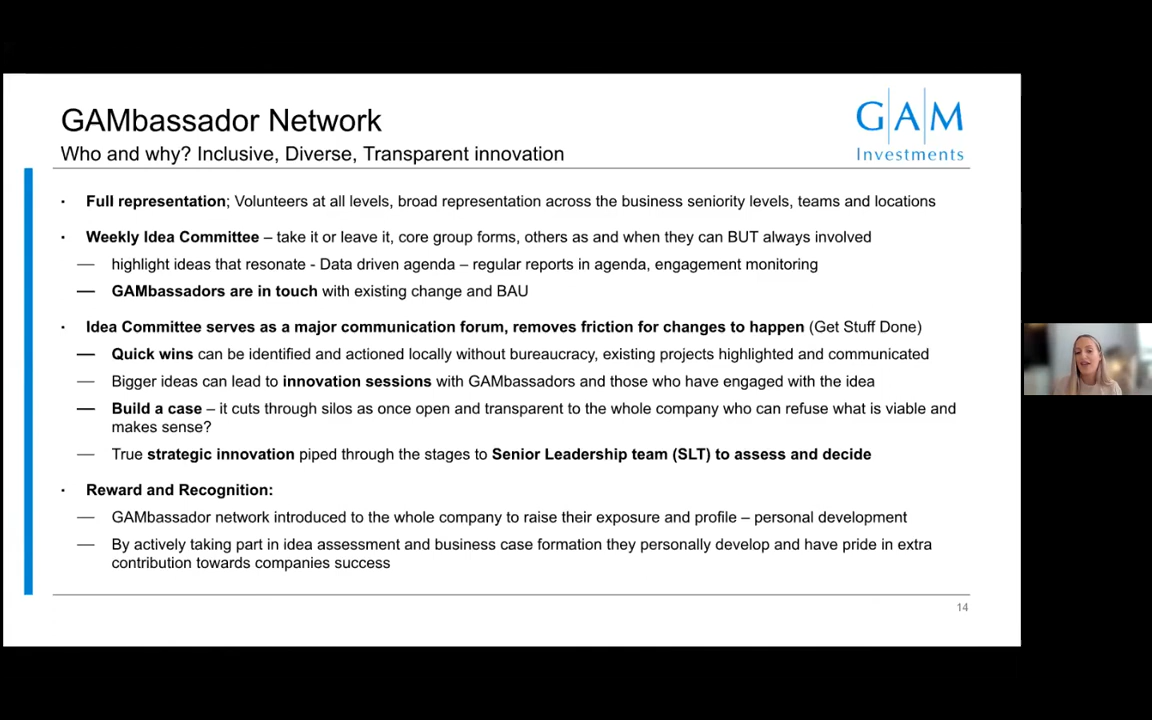 GAMbassador Network
Who and why? Inclusive, Diverse, Transparent innovation
GAM
Investments
· Full representation; Volunteers at all levels, broad representation across the business seniority levels, teams and locations
· Weekly Idea Committee – take it or leave it, core group forms, others as and when they can BUT always involved
— highlight ideas that resonate - Data driven agenda – regular reports in agenda, engagement monitoring
— GAMbassadors are in touch with existing change and BAU
· Idea Committee serves as a major communication forum, removes friction for changes to happen (Get Stuff Done)
— Quick wins can be identified and actioned locally without bureaucracy, existing projects highlighted and communicated
— Bigger ideas can lead to innovation sessions with GAMbassadors and those who have engaged with the idea
— Build a case – it cuts through silos as once open and transparent to the whole company who can refuse what is viable and
makes sense?
— True strategic innovation piped through the stages to Senior Leadership team (SLT) to assess and decide
· Reward and Recognition:
— GAMbassador network introduced to the whole company to raise their exposure and profile – personal development
— By actively taking part in idea assessment and business case formation they personally develop and have pride in extra
contribution towards companies success
14